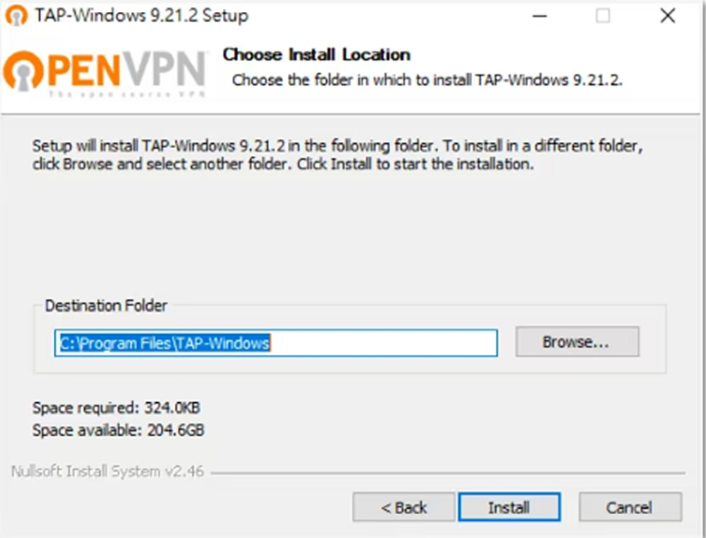 TAP-Windows 9.21.2 Setup
OPENVPN
The open source VPN
Choose Install Location
Choose the folder in which to install TAP-Windows 9.21.2.
Setup will install TAP-Windows 9.21.2 in the following folder. To install in a different folder,
click Browse and select another folder. Click Install to start the installation.
Destination Folder
C:\Program Files\TAP-Windows
Browse...
Space required: 324.0KB
Space available: 204.6GB
Nullsoft Install System v2.46
< Back
Install
Cancel